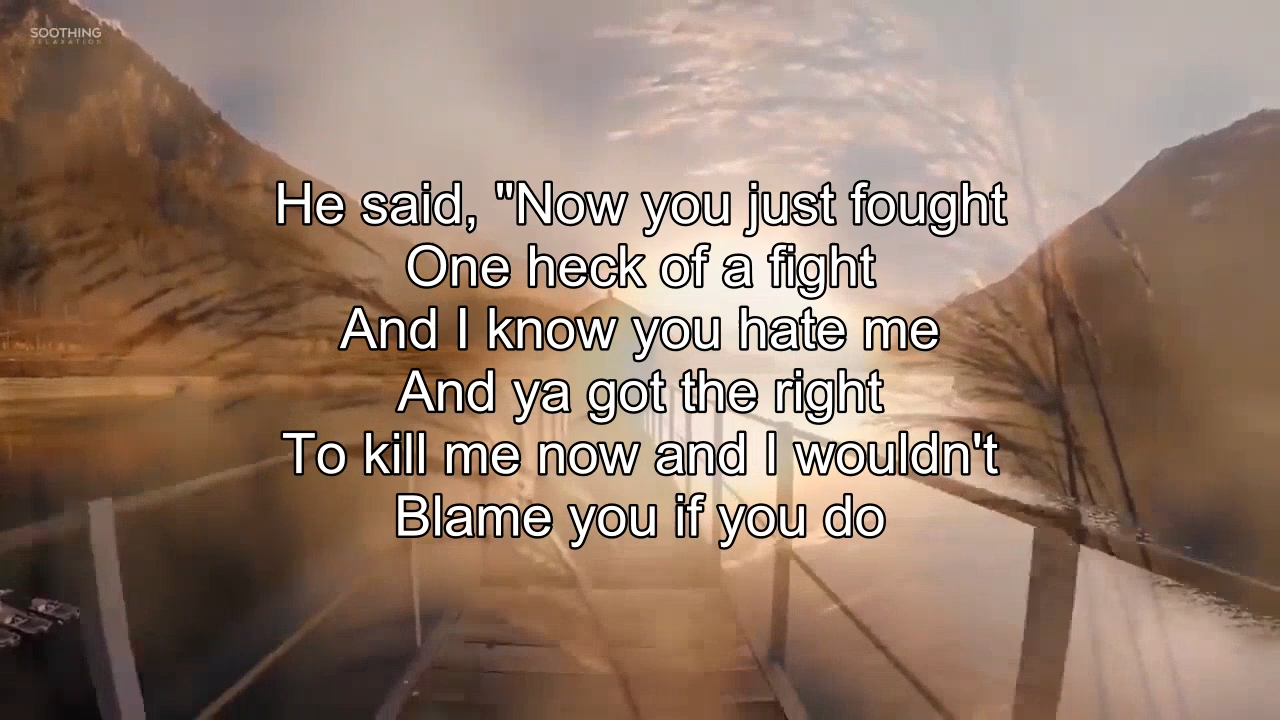 SOOTHING
RELAXATION
He said, "Now you just fought
One heck of a fight
And I know you hate me
And ya got the right
To kill me now and I wouldn't
Blame you if you do